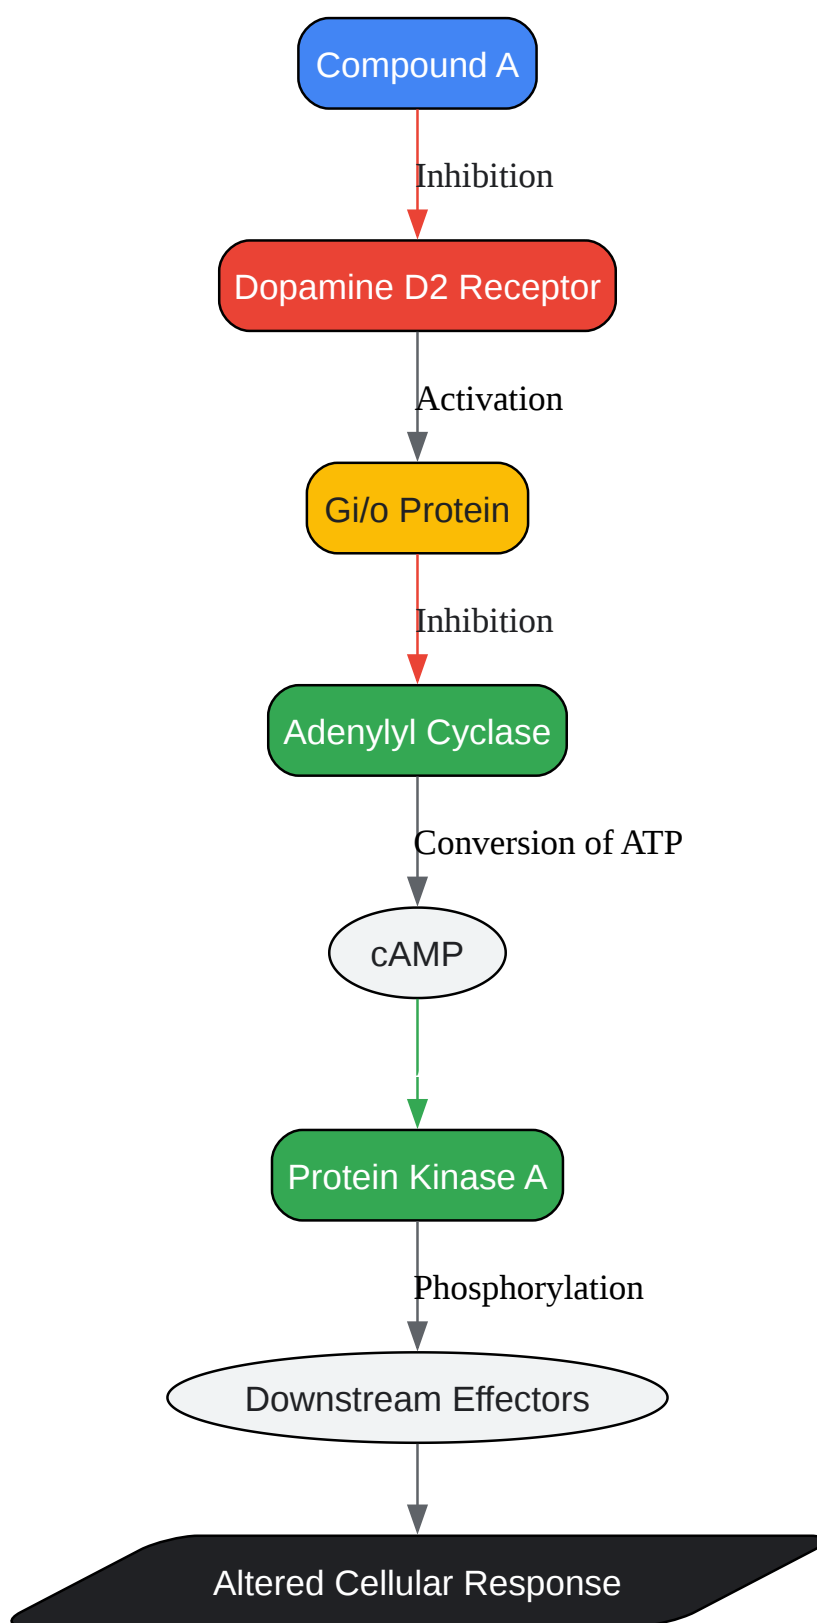 Compound A
Inhibition
Dopamine D2 Receptor
Activation
Gi/o Protein
Inhibition
Adenylyl Cyclase
Conversion of ATP
cAMP
Protein Kinase A
Phosphorylation
Downstream Effectors
Altered Cellular Response